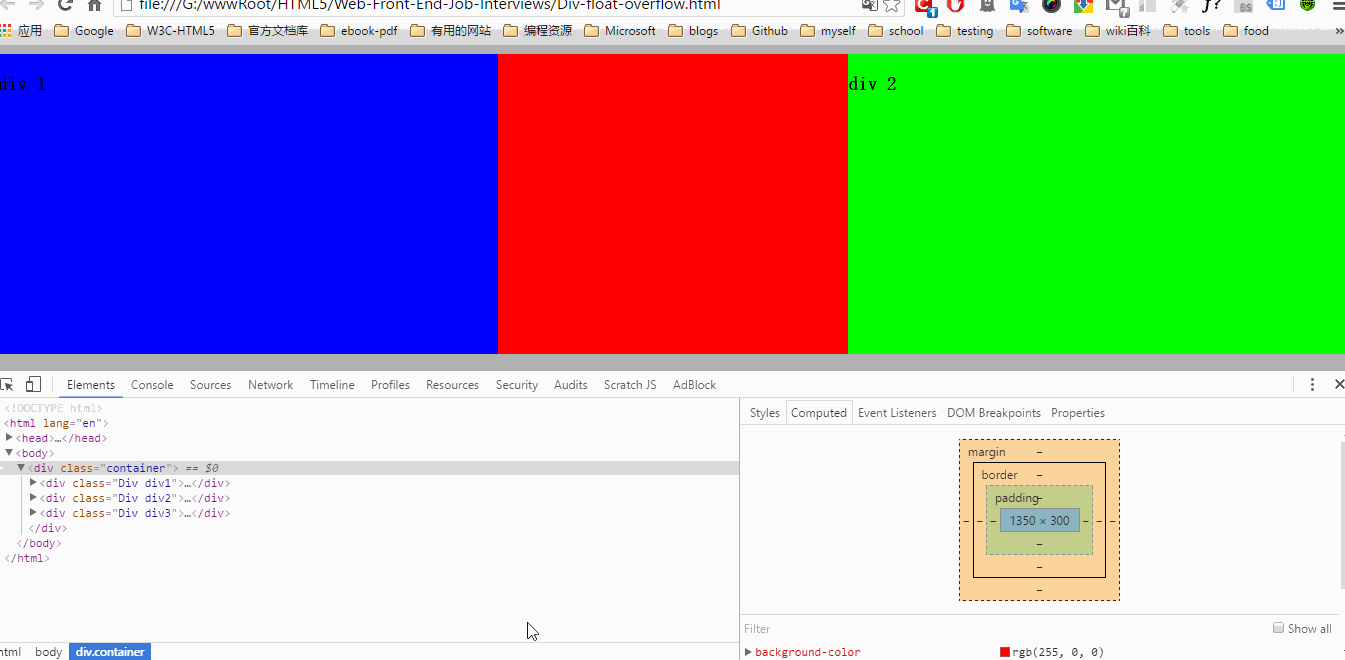 file:///G:/wwwRoot/HTML5/Web-Front-End-Job-Interviews/Div-float-overflow.html
应用 Google W3C-HTML5 官方文档库 ebook-pdf 有用的网站 编程资源 Microsoft blogs Github myself school testing software wiki百科 tools food »
div 1 div 2
Elements Console Sources Network Timeline Profiles Resources Security Audits Scratch JS AdBlock
<!DOCTYPE html>
<html lang="en">
<head>…</head>
<body>
<div class="container"> == $0
<div class="Div div1">…</div>
<div class="Div div2">…</div>
<div class="Div div3">…</div>
</div>
</body>
</html>
html body div.container
Styles Computed Event Listeners DOM Breakpoints Properties
margin –
border –
padding –
– – – 1350 × 300 – – –
–
–
–
Filter Show all
background-color rgb(255, 0, 0)